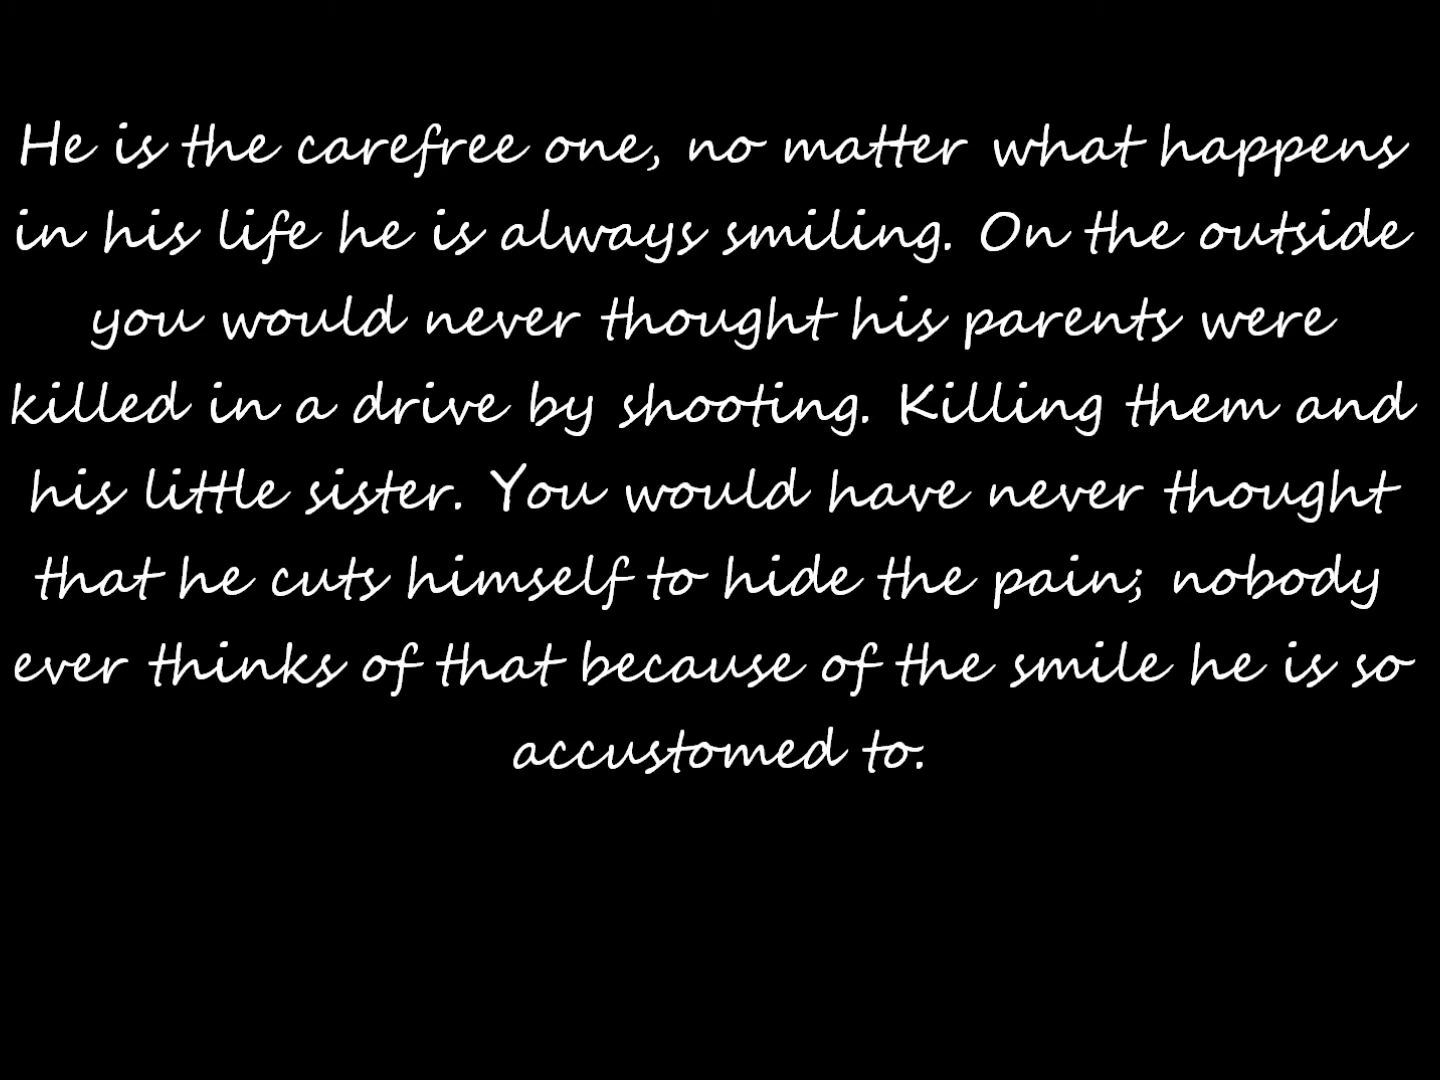 He is the carefree one, no matter what happens
in his life he is always smiling. On the outside
you would never thought his parents were
killed in a drive by shooting. Killing them and
his little sister. You would have never thought
that he cuts himself to hide the pain; nobody
ever thinks of that because of the smile he is so
accustomed to.